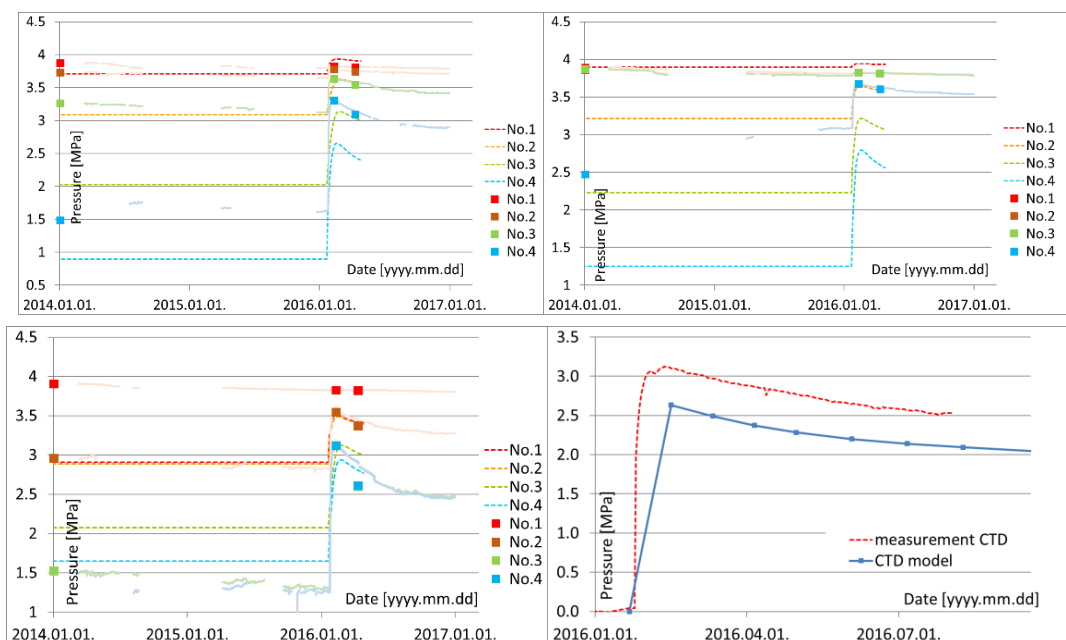 4.5
4
3.5
3
2.5
2
1.5
1
0.5
Pressure [MPa]
Date [yyyy.mm.dd]
2014.01.01.
2015.01.01.
2016.01.01.
2017.01.01.
No.1
No.2
No.3
No.4
No.1
No.2
No.3
No.4
4.5
4
3.5
3
2.5
2
1.5
1
Pressure [MPa]
Date [yyyy.mm.dd]
2014.01.01.
2015.01.01.
2016.01.01.
2017.01.01.
No.1
No.2
No.3
No.4
No.1
No.2
No.3
No.4
4.5
4
3.5
3
2.5
2
1.5
1
Pressure [MPa]
Date [yyyy.mm.dd]
2014.01.01.
2015.01.01.
2016.01.01.
2017.01.01.
No.1
No.2
No.3
No.4
No.1
No.2
No.3
No.4
3.5
3.0
2.5
2.0
1.5
1.0
0.5
0.0
Pressure [MPa]
measurement CTD
CTD model
Date [yyyy.mm.dd]
2016.01.01
2016.04.01
2016.07.01